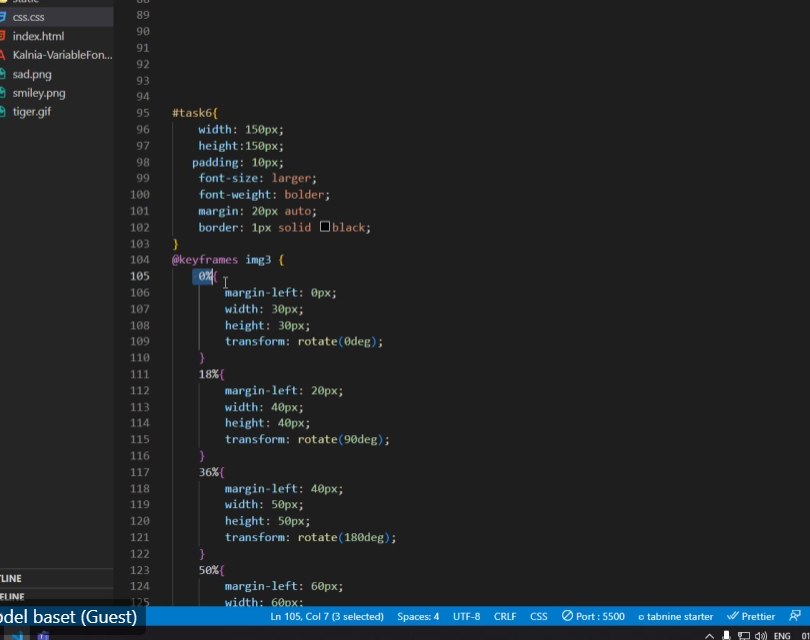 static
css.css
index.html
Kalnia-VariableFon...
sad.png
smiley.png
tiger.gif
LINE
ELINE
odel baset (Guest)
88
89
90
91
92
93
94
95 #task6{
96 width: 150px;
97 height:150px;
98 padding: 10px;
99 font-size: larger;
100 font-weight: bolder;
101 margin: 20px auto;
102 border: 1px solid black;
103 }
104 @keyframes img3 {
105 0%{
106 margin-left: 0px;
107 width: 30px;
108 height: 30px;
109 transform: rotate(0deg);
110 }
111 18%{
112 margin-left: 20px;
113 width: 40px;
114 height: 40px;
115 transform: rotate(90deg);
116 }
117 36%{
118 margin-left: 40px;
119 width: 50px;
120 height: 50px;
121 transform: rotate(180deg);
122 }
123 50%{
124 margin-left: 60px;
125 width: 60px;
Ln 105, Col 7 (3 selected) Spaces: 4 UTF-8 CRLF CSS Port : 5500 tabnine starter Prettier
ENG